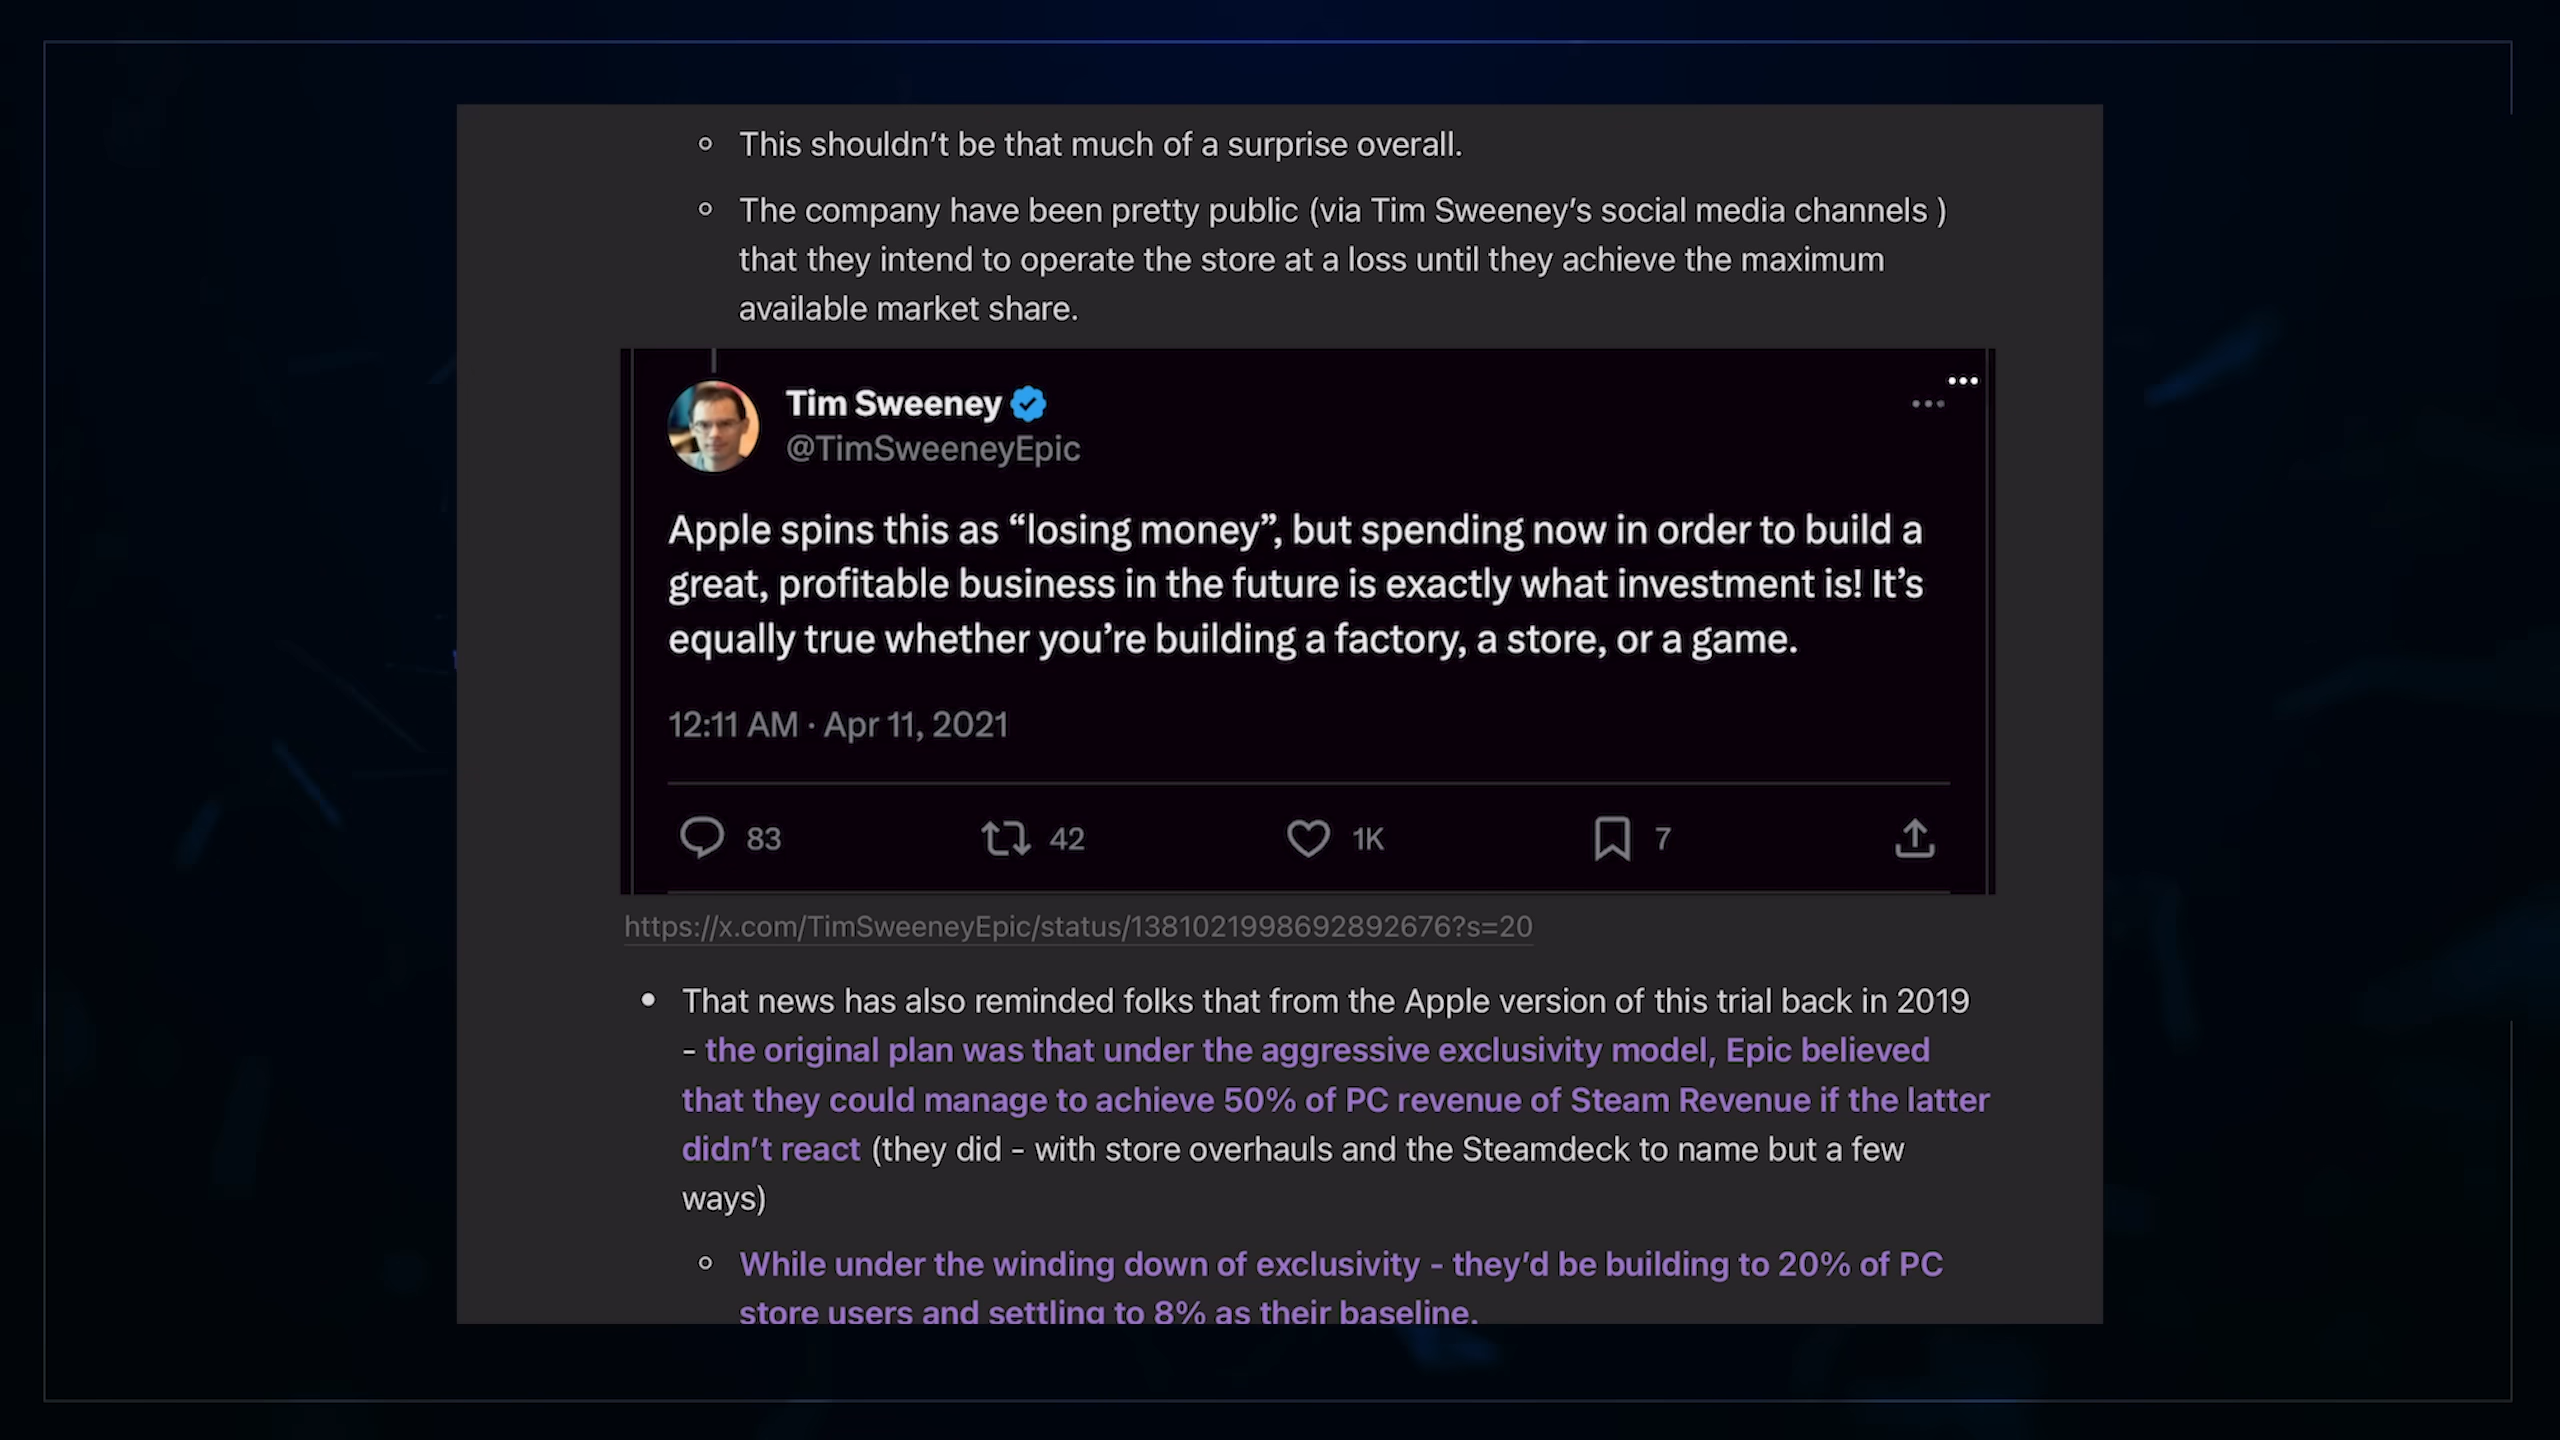 This shouldn’t be that much of a surprise overall.
The company have been pretty public (via Tim Sweeney’s social media channels )
that they intend to operate the store at a loss until they achieve the maximum
available market share.
Tim Sweeney
@TimSweeneyEpic
Apple spins this as “losing money”, but spending now in order to build a
great, profitable business in the future is exactly what investment is! It’s
equally true whether you’re building a factory, a store, or a game.
12:11 AM · Apr 11, 2021
83 42 1K 7
https://x.com/TimSweeneyEpic/status/1381021998692892676?s=20
That news has also reminded folks that from the Apple version of this trial back in 2019
- the original plan was that under the aggressive exclusivity model, Epic believed
that they could manage to achieve 50% of PC revenue of Steam Revenue if the latter
didn’t react (they did - with store overhauls and the Steamdeck to name but a few
ways)
While under the winding down of exclusivity - they’d be building to 20% of PC
store users and settling to 8% as their baseline.